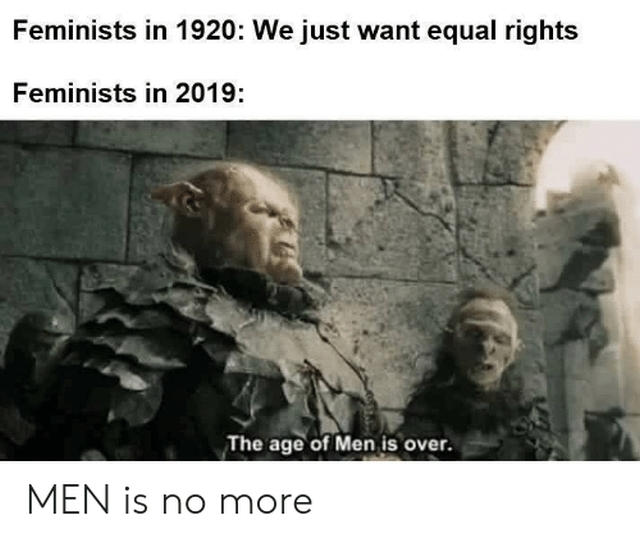 Feminists in 1920: We just want equal rights
Feminists in 2019:
The age of Men is over.
MEN is no more